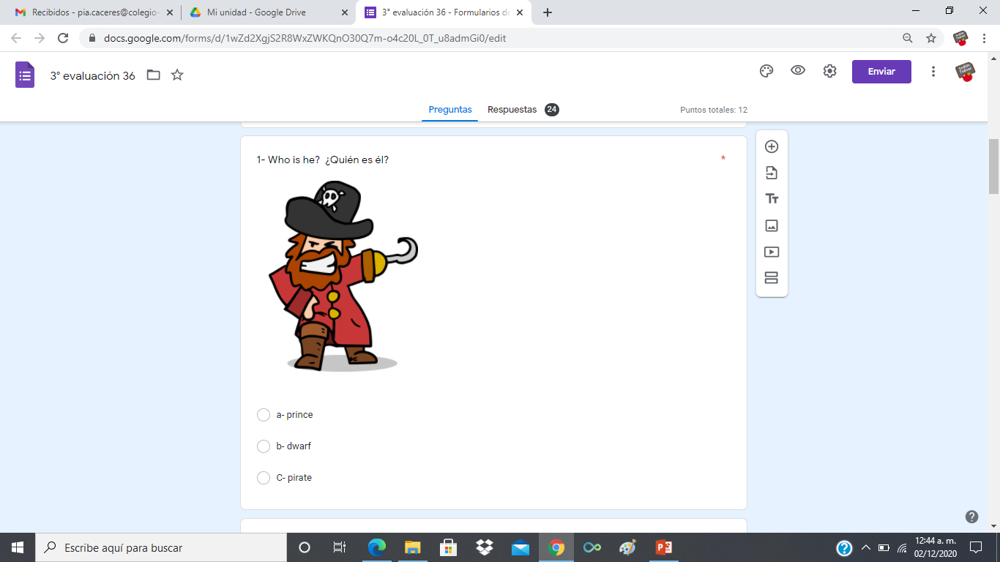 Recibidos - pia.caceres@colegio-
Mi unidad - Google Drive
3° evaluación 36 - Formularios de
docs.google.com/forms/d/1wZd2XgjS2R8WxZWKQnO30Q7m-o4c20L_0T_u8admGi0/edit
3° evaluación 36
Enviar
Preguntas
Respuestas 24
Puntos totales: 12
1- Who is he?  ¿Quién es él? *
a- prince
b- dwarf
C- pirate
Escribe aquí para buscar
12:44 a. m.
02/12/2020